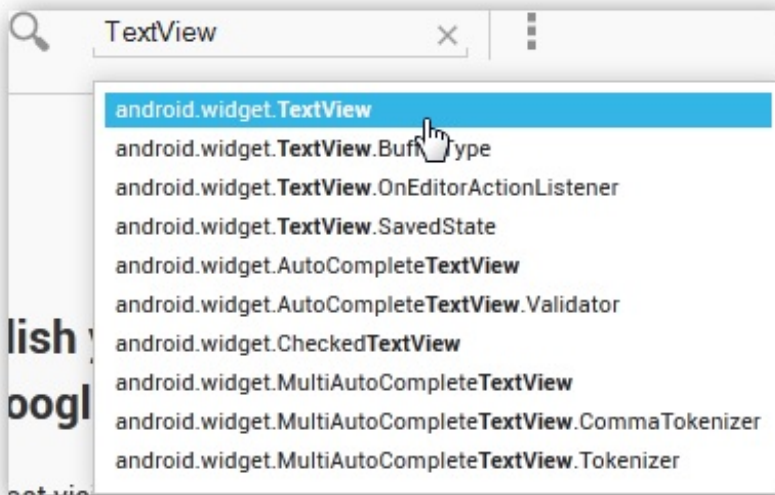 TextView
android.widget.TextView
android.widget.TextView.BufferType
android.widget.TextView.OnEditorActionListener
android.widget.TextView.SavedState
android.widget.AutoCompleteTextView
android.widget.AutoCompleteTextView.Validator
lish
android.widget.CheckedTextView
android.widget.MultiAutoCompleteTextView
oogl
android.widget.MultiAutoCompleteTextView.CommaTokenizer
android.widget.MultiAutoCompleteTextView.Tokenizer